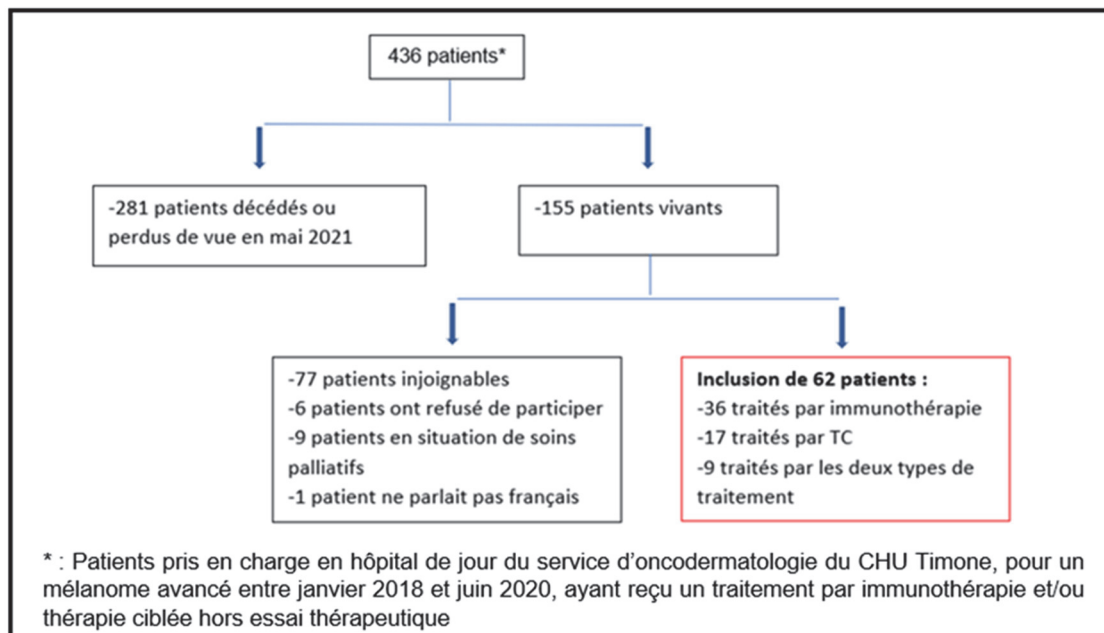 436 patients*
-281 patients décédés ou
perdus de vue en mai 2021
-155 patients vivants
-77 patients injoignables
-6 patients ont refusé de participer
-9 patients en situation de soins
palliatifs
-1 patient ne parlait pas français
Inclusion de 62 patients :
-36 traités par immunothérapie
-17 traités par TC
-9 traités par les deux types de
traitement
* : Patients pris en charge en hôpital de jour du service d'oncodermatologie du CHU Timone, pour un
mélanome avancé entre janvier 2018 et juin 2020, ayant reçu un traitement par immunothérapie et/ou
thérapie ciblée hors essai thérapeutique